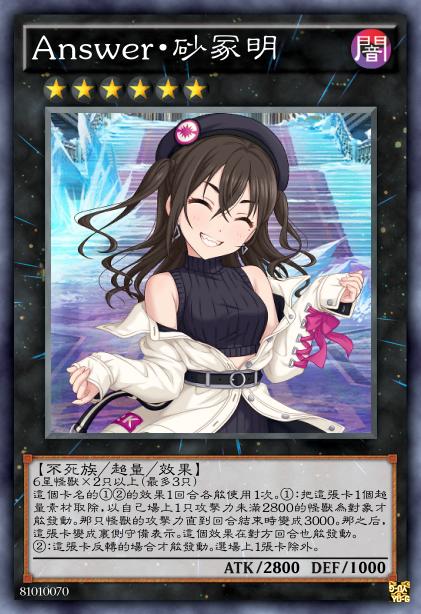 Answer・砂冢明
闇
【不死族/超量/效果】
6星怪獸×2只以上(最多3只)
這個卡名的①②的效果1回合各能使用1次。①:把這張卡1個超
量素材取除,以自己場上1只攻擊力未滿2800的怪獸為對象才
能發動。那只怪獸的攻擊力直到回合結束時變成3000。那之后,
這張卡變成裏側守備表示。這個效果在對方回合也能發動。
②:這張卡反轉的場合才能發動。選場上1張卡除外。
ATK/2800 DEF/1000
81010070